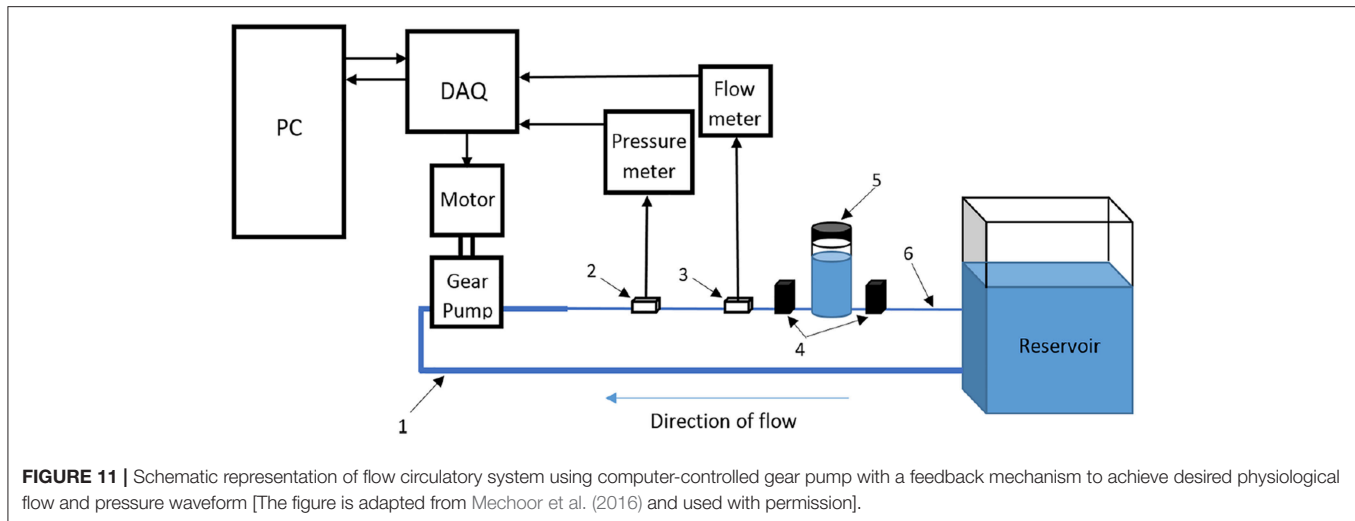 PC
DAQ
Flow
meter
Pressure
meter
Motor
Gear
Pump
2
3
5
6
4
Reservoir
1
Direction of flow
FIGURE 11 | Schematic representation of flow circulatory system using computer-controlled gear pump with a feedback mechanism to achieve desired physiological
flow and pressure waveform [The figure is adapted from Mechoor et al. (2016) and used with permission].